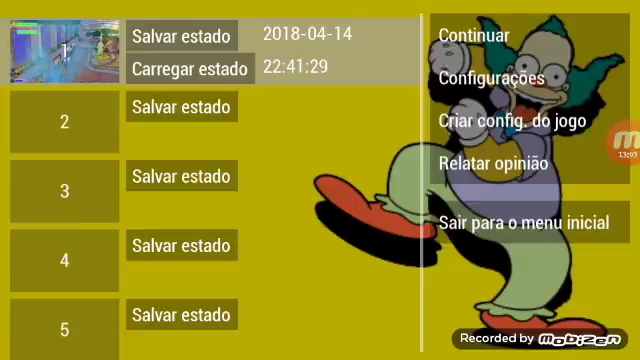 1
Salvar estado
2018-04-14
Carregar estado
22:41:29
2
Salvar estado
3
Salvar estado
4
Salvar estado
5
Salvar estado
Continuar
Configurações
Criar config. do jogo
Relatar opinião
Sair para o menu inicial
13:03
Recorded by
mobizen